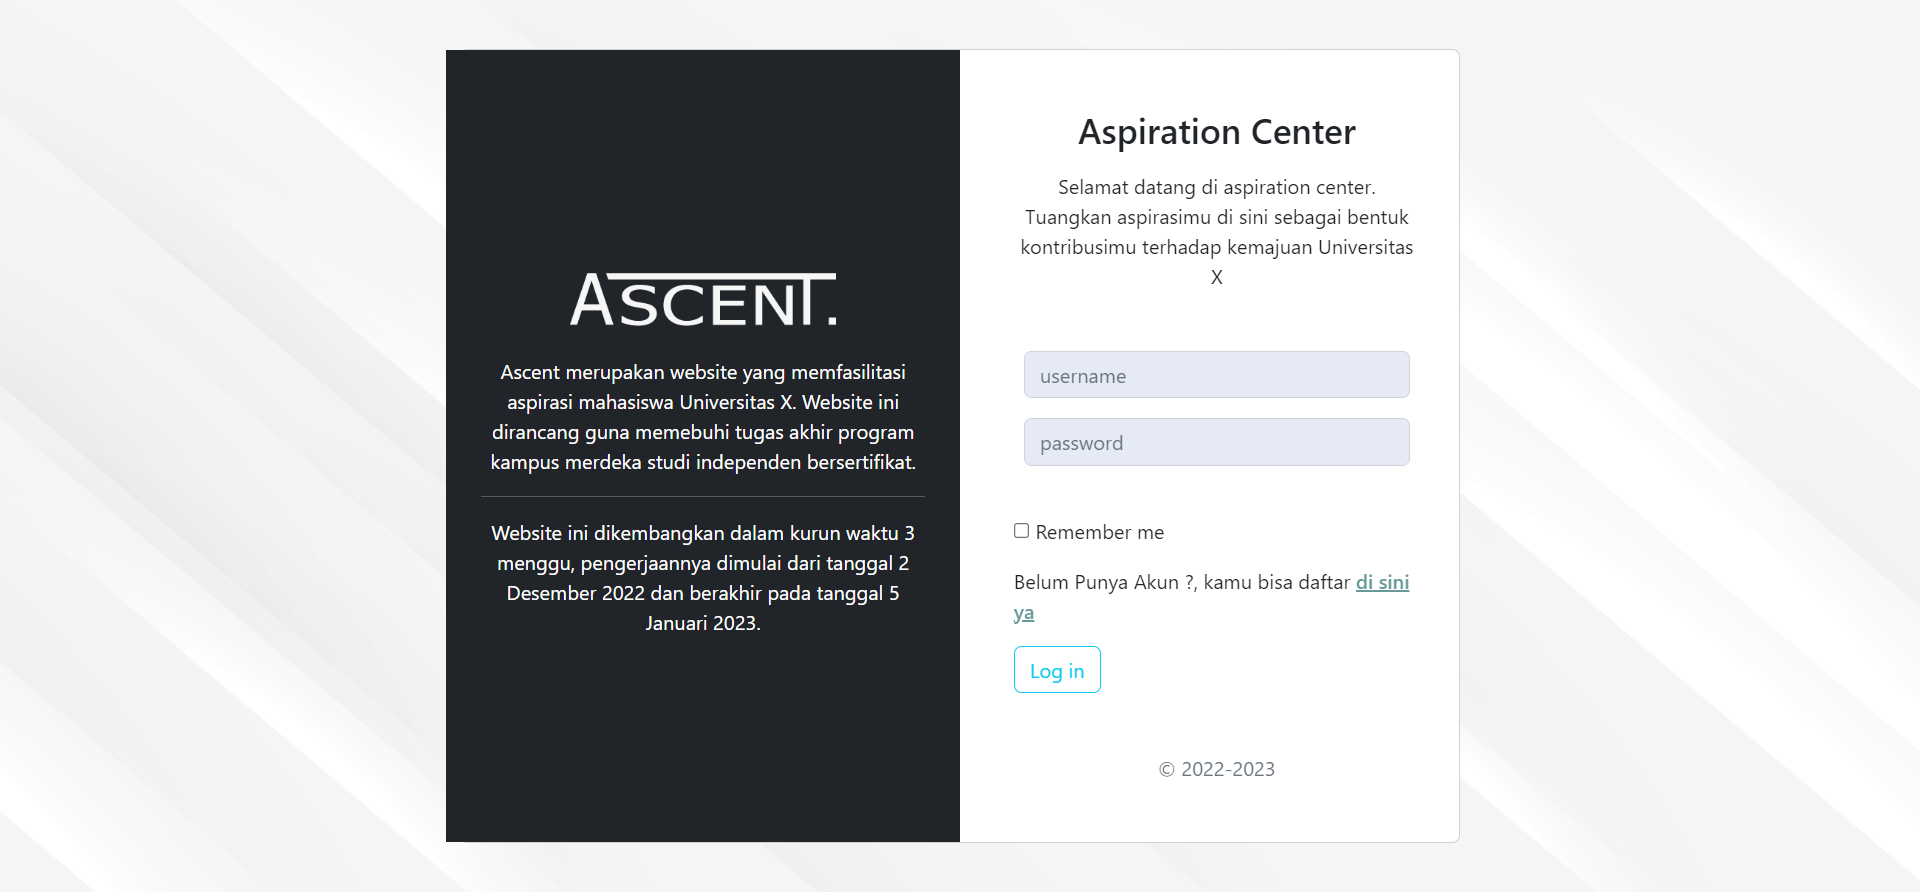 ASCENT.
Ascent merupakan website yang memfasilitasi
aspirasi mahasiswa Universitas X. Website ini
dirancang guna memebuhi tugas akhir program
kampus merdeka studi independen bersertifikat.
Website ini dikembangkan dalam kurun waktu 3
menggu, pengerjaannya dimulai dari tanggal 2
Desember 2022 dan berakhir pada tanggal 5
Januari 2023.
Aspiration Center
Selamat datang di aspiration center.
Tuangkan aspirasimu di sini sebagai bentuk
kontribusimu terhadap kemajuan Universitas
X
username
password
Remember me
Belum Punya Akun ?, kamu bisa daftar di sini
ya
Log in
© 2022-2023